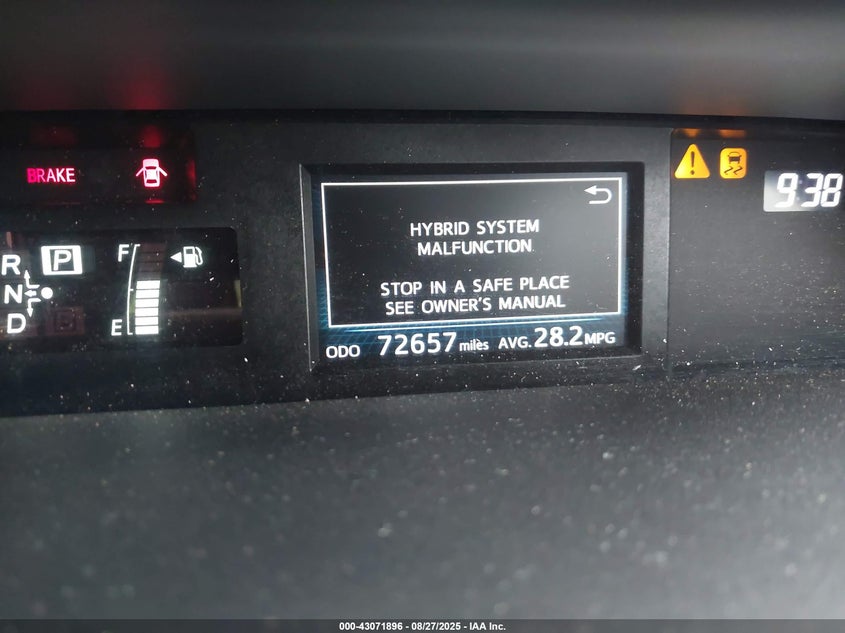 BRAKE
9:38
HYBRID SYSTEM
MALFUNCTION
STOP IN A SAFE PLACE
SEE OWNER'S MANUAL
ODO 72657 miles AVG. 28.2 MPG
R
P
N
D
B
F
E
000-43071896 - 08/27/2025 - IAA Inc.